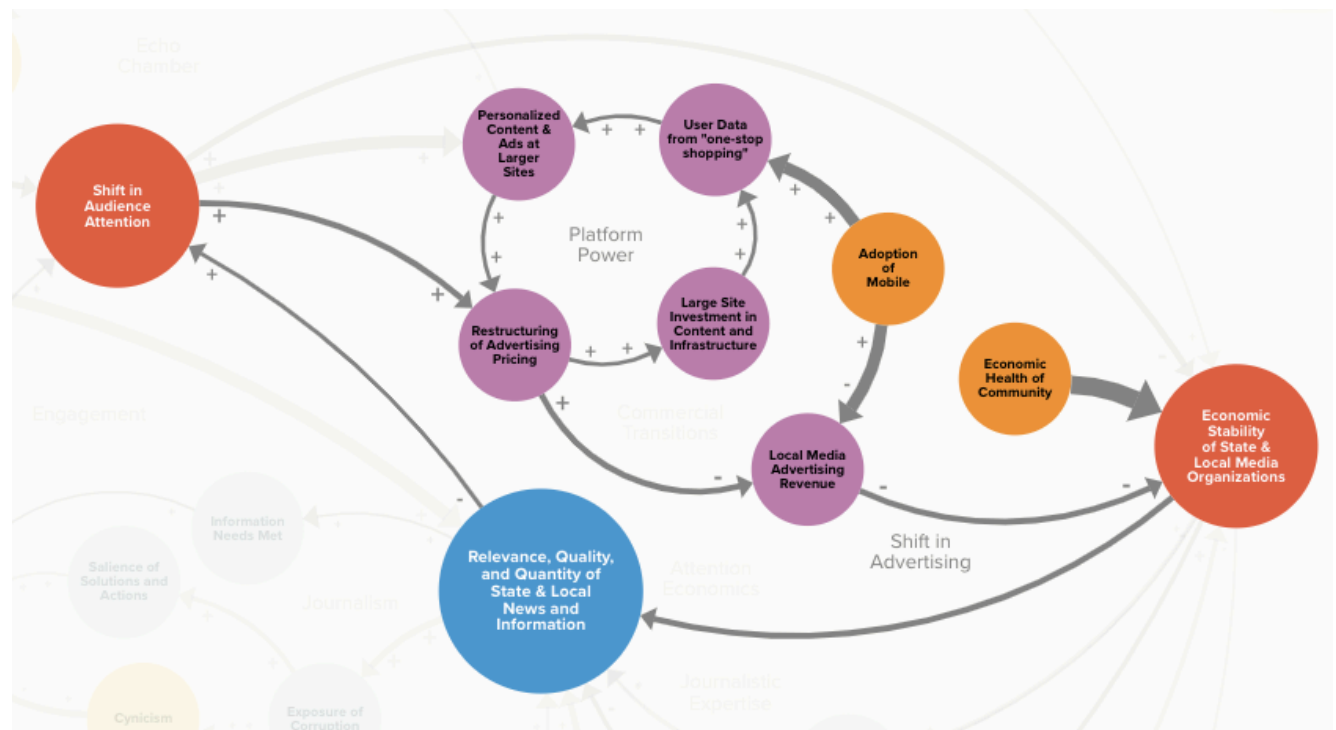 Echo
Chamber
Personalized
Content &
Ads at
Larger
Sites
User Data
from "one-stop
shopping"
Shift in
Audience
Attention
Platform
Power
Adoption
of
Mobile
Restructuring
of Advertising
Pricing
Large Site
Investment in
Content and
Infrastructure
Economic
Health of
Community
Engagement
Commercial
Transitions
Economic
Stability
of State &
Local Media
Organizations
Local Media
Advertising
Revenue
Information
Needs Met
Shift in
Advertising
Relevance, Quality,
and Quantity of
State & Local
News and
Information
Salience of
Solutions and
Actions
Attention
Economics
Journalism
Journalistic
Expertise
Cynicism
Exposure of
Corruption